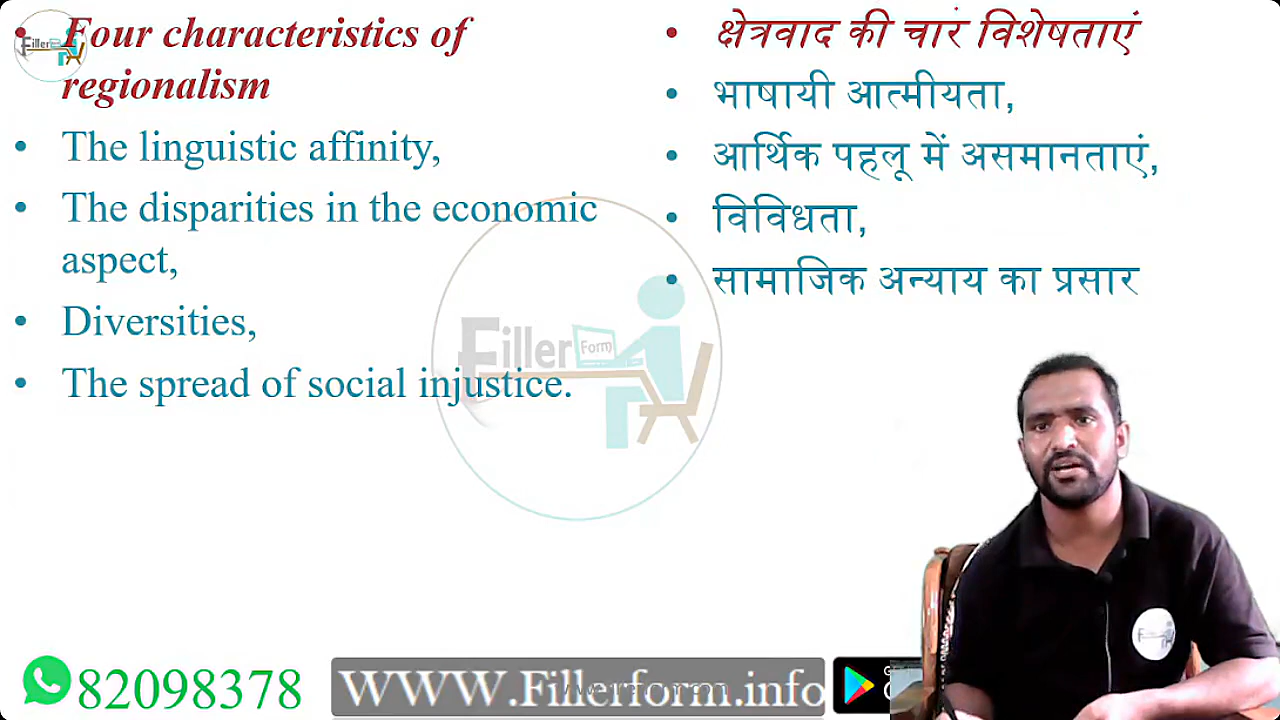 Four characteristics of
regionalism
The linguistic affinity,
The disparities in the economic
aspect,
Diversities,
The spread of social injustice.
क्षेत्रवाद की चारं विशेषताएं
भाषायी आत्मीयता,
आर्थिक पहलू में असमानताएं,
विविधता,
सामाजिक अन्याय का प्रसार
Filler Form
82098378
WWW.Fillerform.info